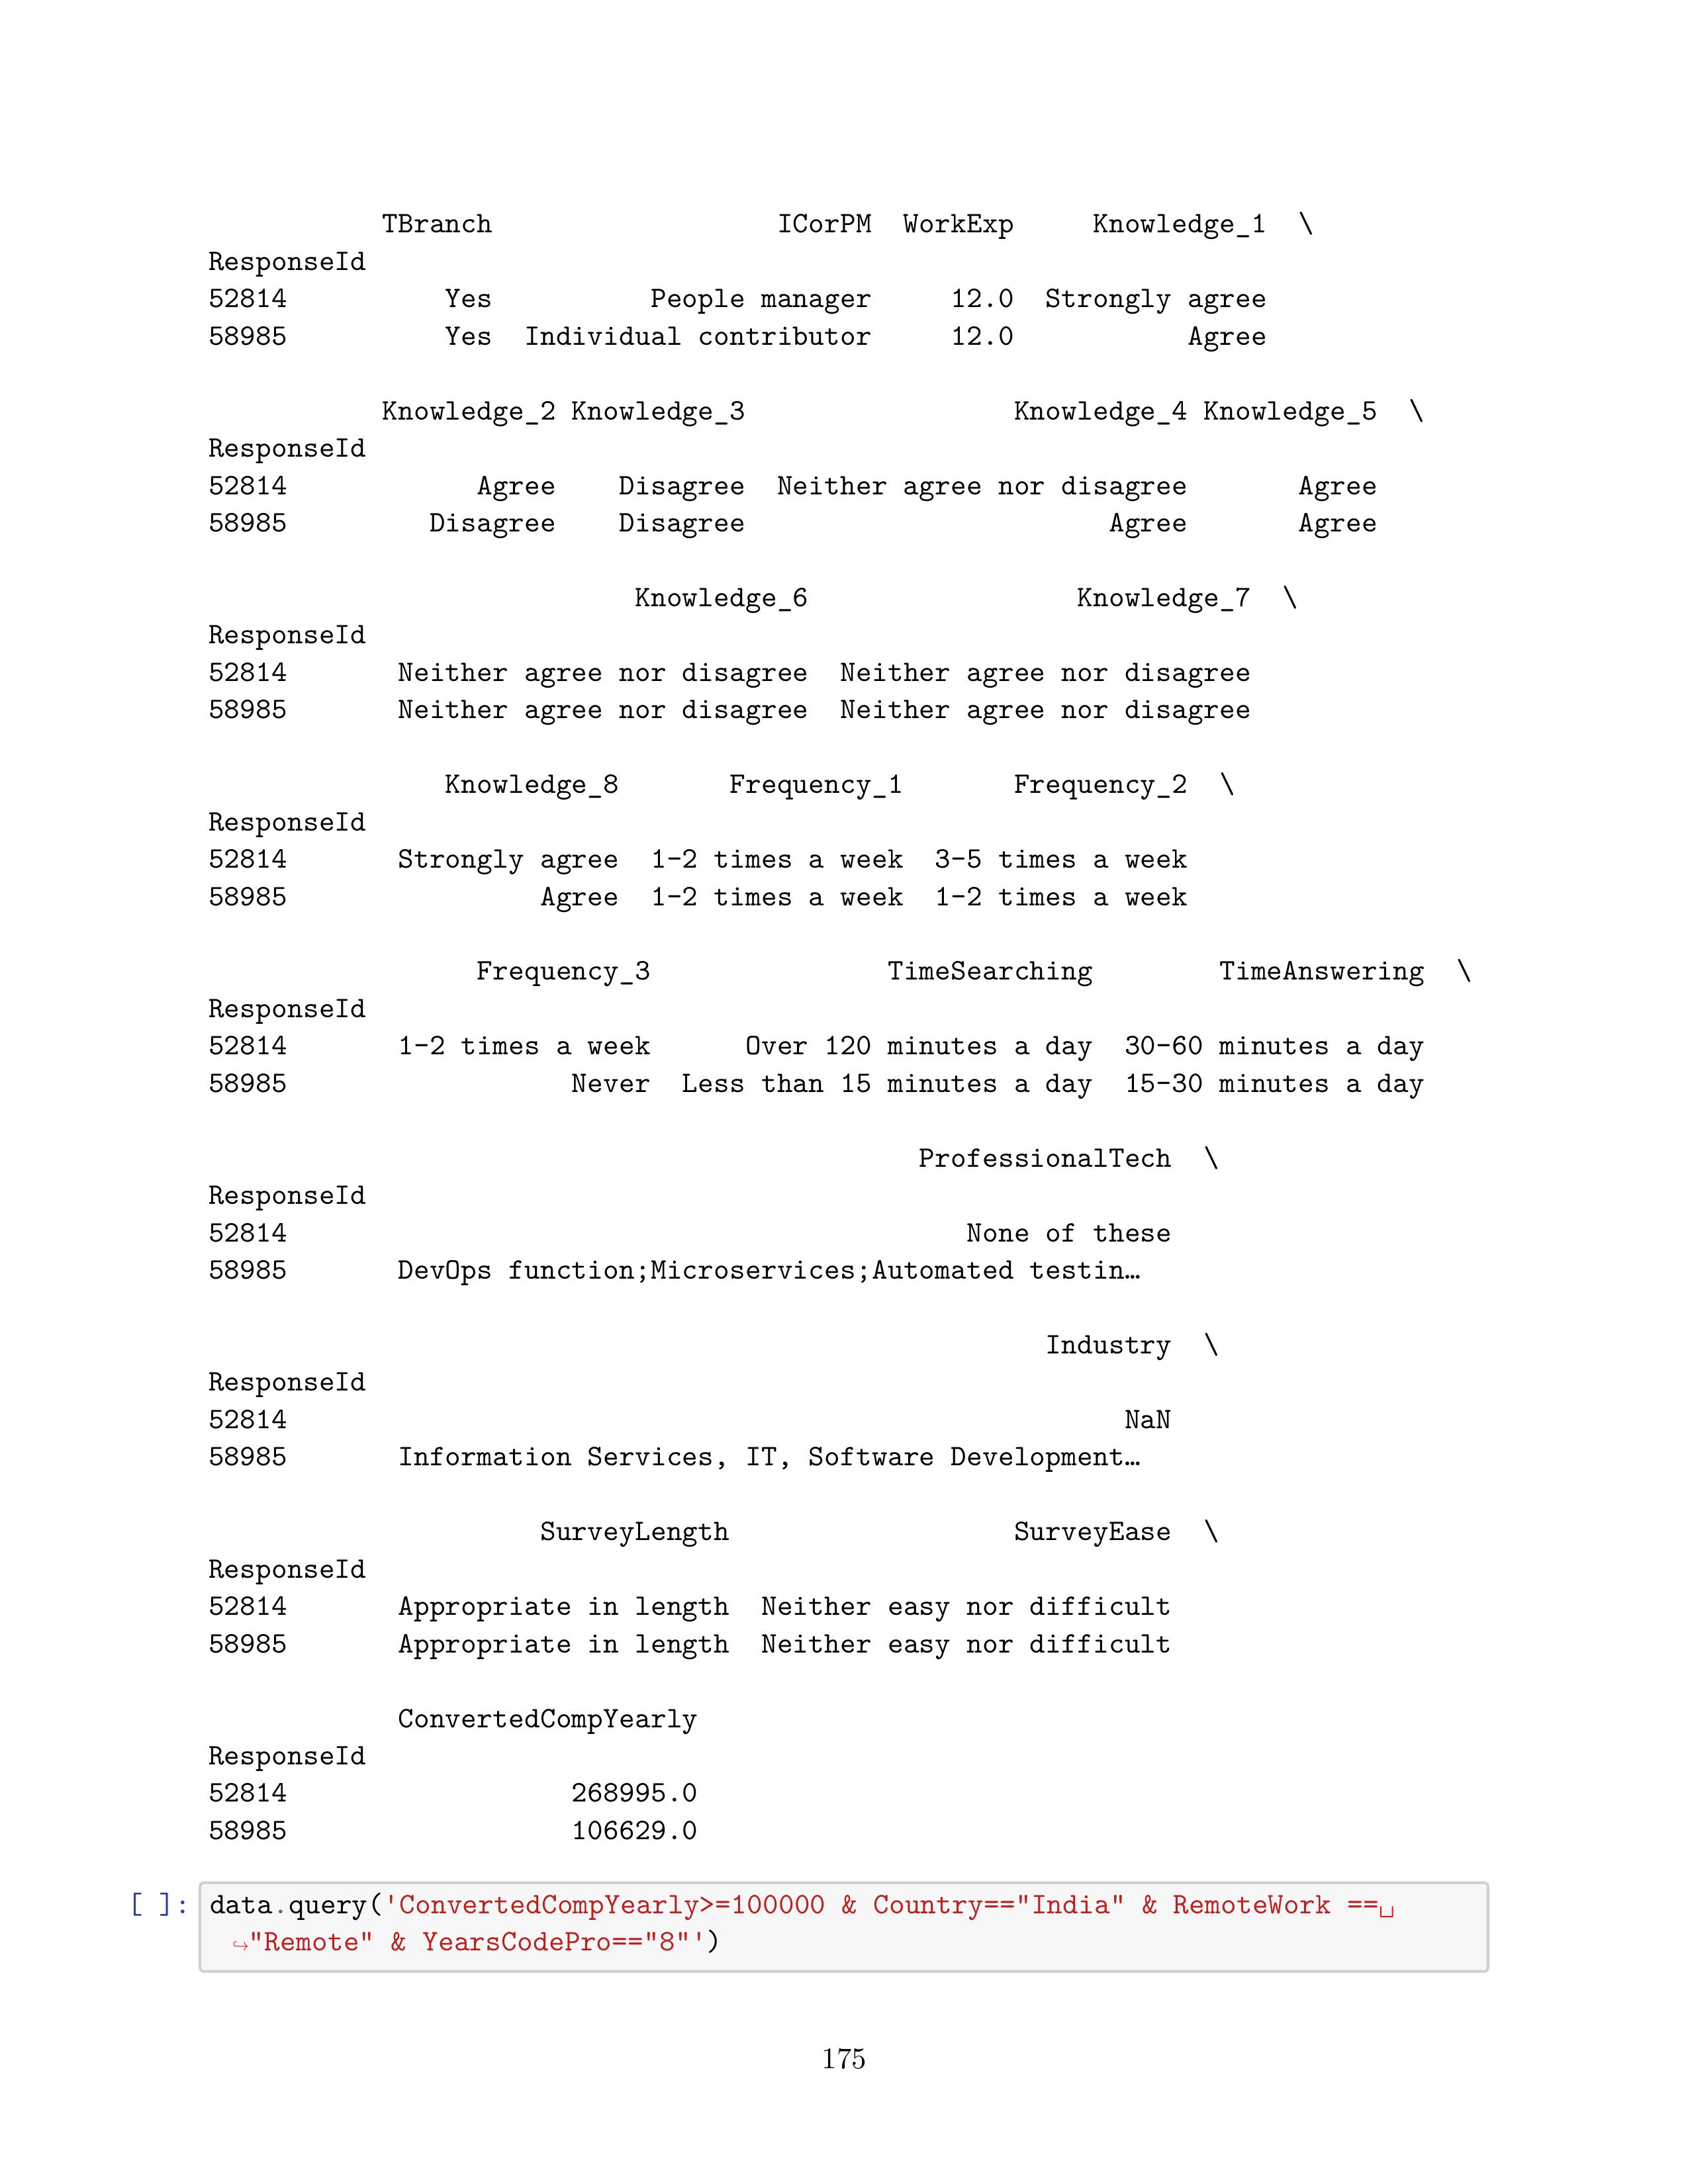 TBranch ICorPM WorkExp Knowledge_1 \
ResponseId
52814 Yes People manager 12.0 Strongly agree
58985 Yes Individual contributor 12.0 Agree
Knowledge_2 Knowledge_3 Knowledge_4 Knowledge_5 \
ResponseId
52814 Agree Disagree Neither agree nor disagree Agree
58985 Disagree Disagree Agree Agree
Knowledge_6 Knowledge_7 \
ResponseId
52814 Neither agree nor disagree Neither agree nor disagree
58985 Neither agree nor disagree Neither agree nor disagree
Knowledge_8 Frequency_1 Frequency_2 \
ResponseId
52814 Strongly agree 1-2 times a week 3-5 times a week
58985 Agree 1-2 times a week 1-2 times a week
Frequency_3 TimeSearching TimeAnswering \
ResponseId
52814 1-2 times a week Over 120 minutes a day 30-60 minutes a day
58985 Never Less than 15 minutes a day 15-30 minutes a day
ProfessionalTech \
ResponseId
52814 None of these
58985 DevOps function;Microservices;Automated testin…
Industry \
ResponseId
52814 NaN
58985 Information Services, IT, Software Development…
SurveyLength SurveyEase \
ResponseId
52814 Appropriate in length Neither easy nor difficult
58985 Appropriate in length Neither easy nor difficult
ConvertedCompYearly
ResponseId
52814 268995.0
58985 106629.0
[ ]: data.query('ConvertedCompYearly>=100000 & Country=="India" & RemoteWork ==␣
↪"Remote" & YearsCodePro=="8"')
175